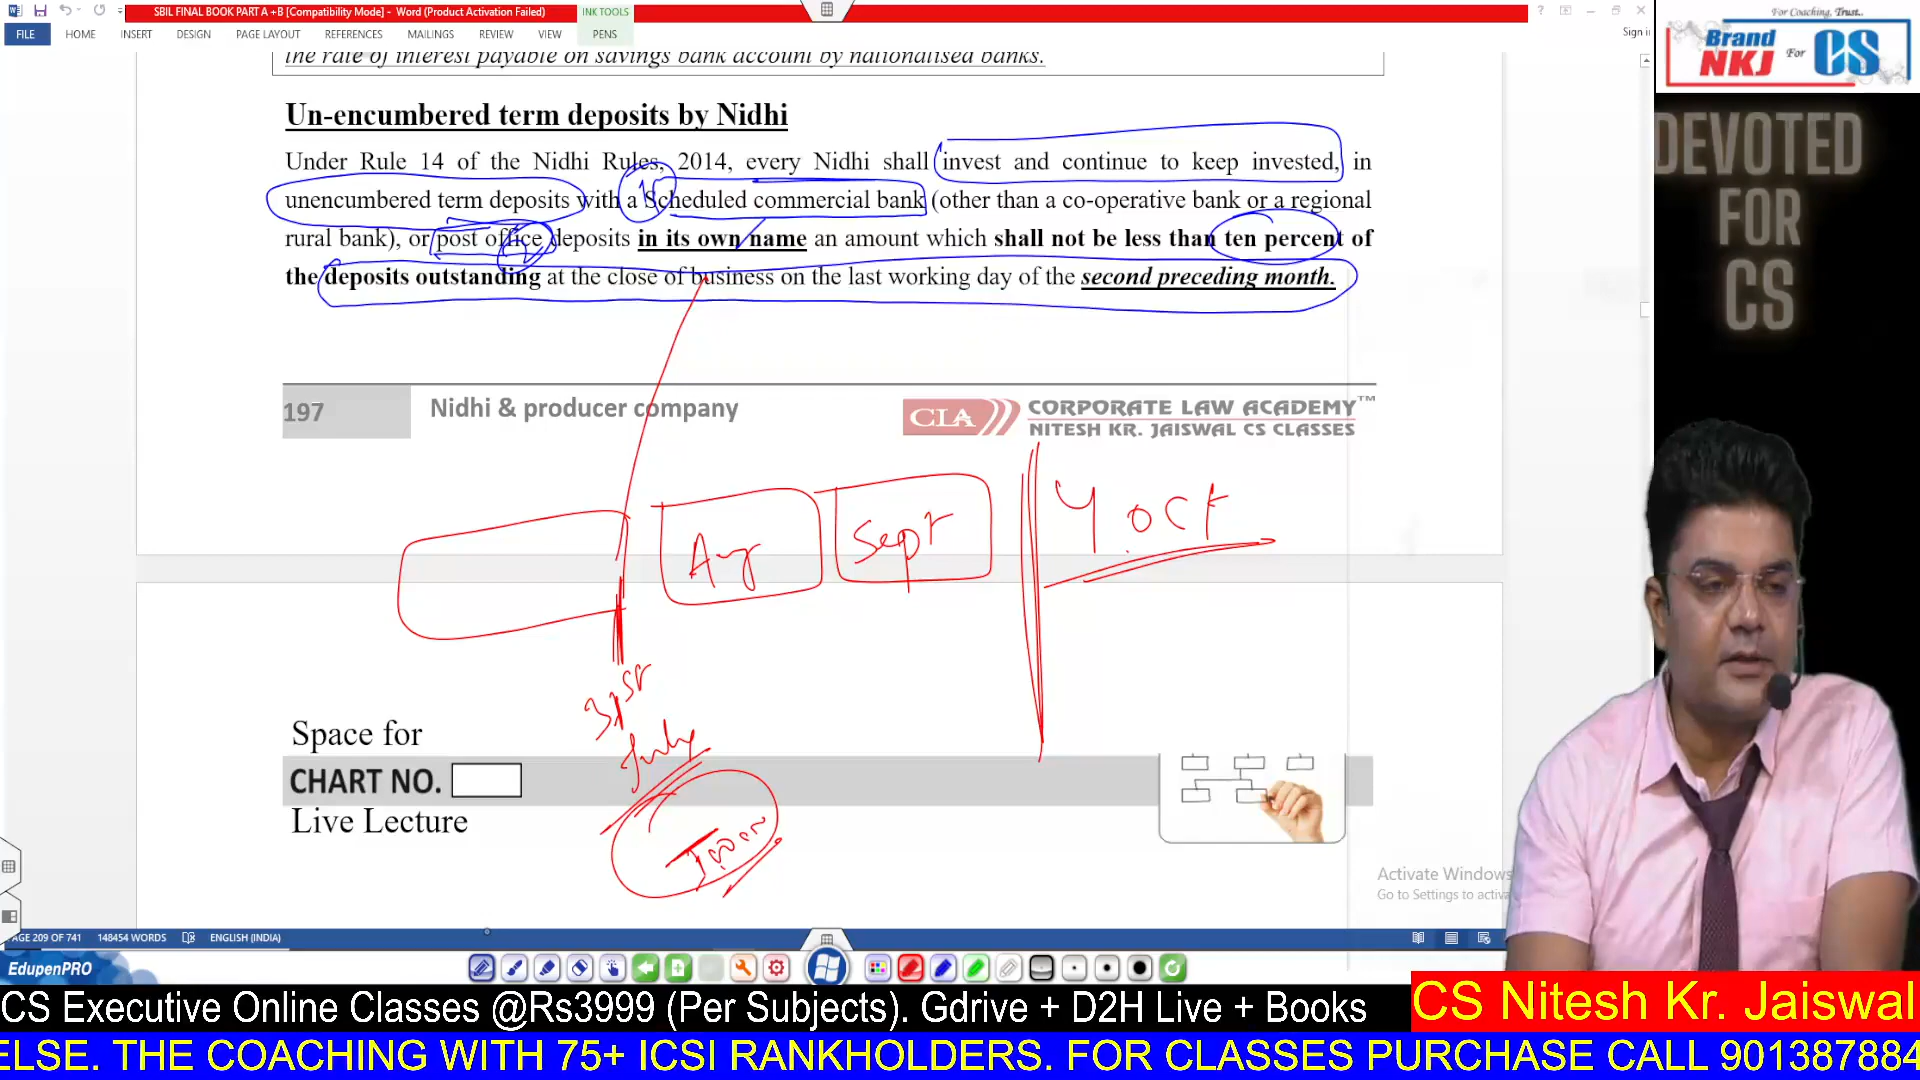 SBIL FINAL BOOK PART A +B [Compatibility Mode] - Word (Product Activation Failed)
INK TOOLS
FILE HOME INSERT DESIGN PAGE LAYOUT REFERENCES MAILINGS REVIEW VIEW PENS
Sign i
For Coaching, Trust..
Brand NKJ For CS
the rate of interest payable on savings bank account by nationalised banks.
Un-encumbered term deposits by Nidhi
Under Rule 14 of the Nidhi Rules, 2014, every Nidhi shall invest and continue to keep invested, in
unencumbered term deposits with a Scheduled commercial bank (other than a co-operative bank or a regional
rural bank), or post office deposits in its own name an amount which shall not be less than ten percent of
the deposits outstanding at the close of business on the last working day of the second preceding month.
197
Nidhi & producer company
CLA
CORPORATE LAW ACADEMY™
NITESH KR. JAISWAL CS CLASSES
DEVOTED
FOR
CS
Aug
Sept
4 Oct
31st
July
Space for
CHART NO.
Live Lecture
Activate Windows
Go to Settings to activa
PAGE 209 OF 741 148454 WORDS ENGLISH (INDIA)
EdupenPRO
CS Executive Online Classes @Rs3999 (Per Subjects). Gdrive + D2H Live + Books
CS Nitesh Kr. Jaiswal
ELSE. THE COACHING WITH 75+ ICSI RANKHOLDERS. FOR CLASSES PURCHASE CALL 901387884